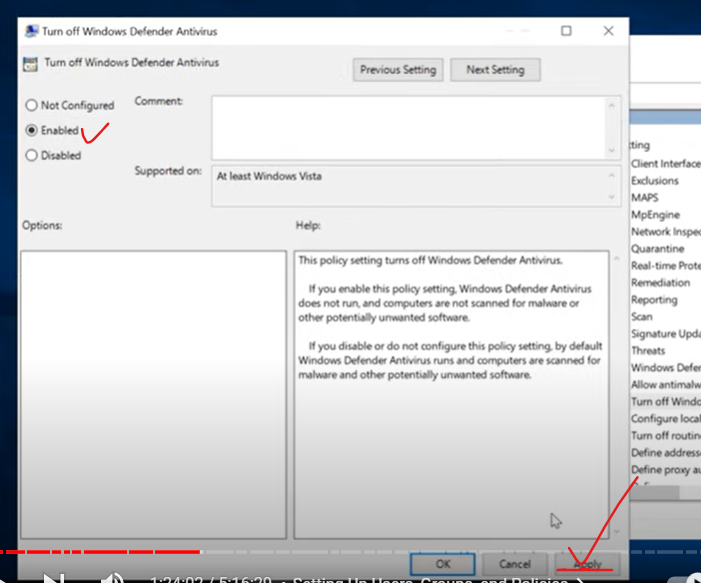 Turn off Windows Defender Antivirus
Turn off Windows Defender Antivirus
Previous Setting
Next Setting
Not Configured
Comment:
Enabled
Disabled
Supported on:
At least Windows Vista
Options:
Help:
This policy setting turns off Windows Defender Antivirus.
If you enable this policy setting, Windows Defender Antivirus
does not run, and computers are not scanned for malware or
other potentially unwanted software.
If you disable or do not configure this policy setting, by default
Windows Defender Antivirus runs and computers are scanned for
malware and other potentially unwanted software.
OK
Cancel
Apply
tting
Client Interface
Exclusions
MAPS
MpEngine
Network Inspec
Quarantine
Real-time Prote
Remediation
Reporting
Scan
Signature Upda
Threats
Windows Defen
Allow antimalw
Turn off Windo
Configure local
Turn off routin
Define address
Define proxy au
1:24:02 / 5:16:20 • Setting Up Users, Groups, and Policies >